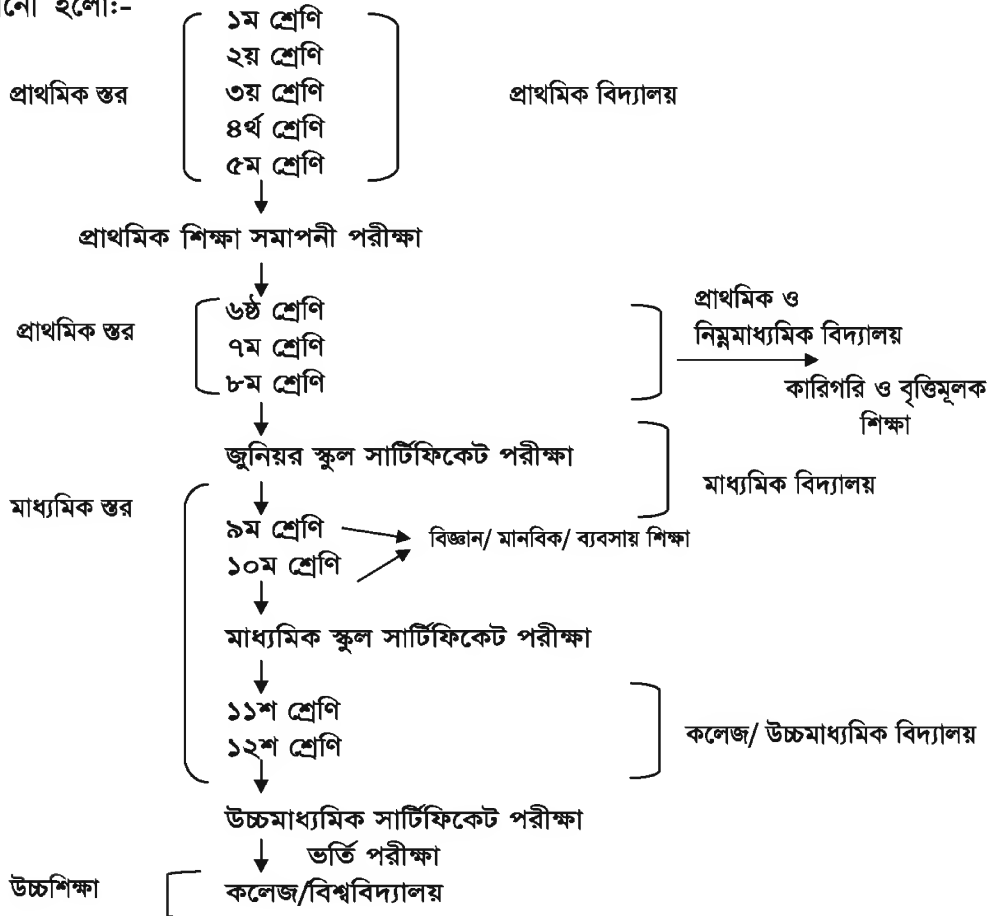 হলো:-
১ম শ্রেণি
২য় শ্রেণি
প্রাথমিক স্তর ৩য় শ্রেণি প্রাথমিক বিদ্যালয়
৪র্থ শ্রেণি
৫ম শ্রেণি
প্রাথমিক শিক্ষা সমাপনী পরীক্ষা
৬ষ্ঠ শ্রেণি প্রাথমিক ও
প্রাথমিক স্তর ৭ম শ্রেণি নিম্নমাধ্যমিক বিদ্যালয়
৮ম শ্রেণি কারিগরি ও বৃত্তিমূলক
শিক্ষা
জুনিয়র স্কুল সার্টিফিকেট পরীক্ষা
মাধ্যমিক স্তর মাধ্যমিক বিদ্যালয়
৯ম শ্রেণি বিজ্ঞান/ মানবিক/ ব্যবসায় শিক্ষা
১০ম শ্রেণি
মাধ্যমিক স্কুল সার্টিফিকেট পরীক্ষা
১১শ শ্রেণি
১২শ শ্রেণি কলেজ/ উচ্চমাধ্যমিক বিদ্যালয়
উচ্চমাধ্যমিক সার্টিফিকেট পরীক্ষা
ভর্তি পরীক্ষা
উচ্চশিক্ষা কলেজ/বিশ্ববিদ্যালয়